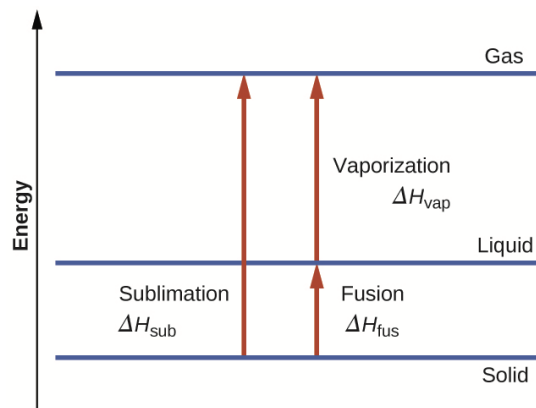 Gas
Vaporization
ΔHvap
Energy
Liquid
Sublimation
ΔHsub
Fusion
ΔHfus
Solid